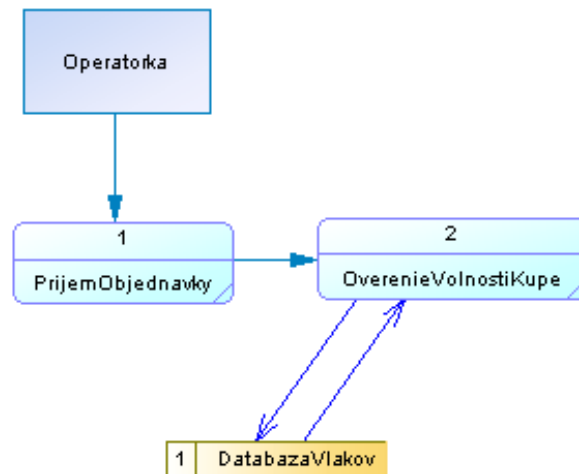 Operatorka
1
PrijemObjednavky
2
OverenieVolnostiKupe
1 DatabazaVlakov